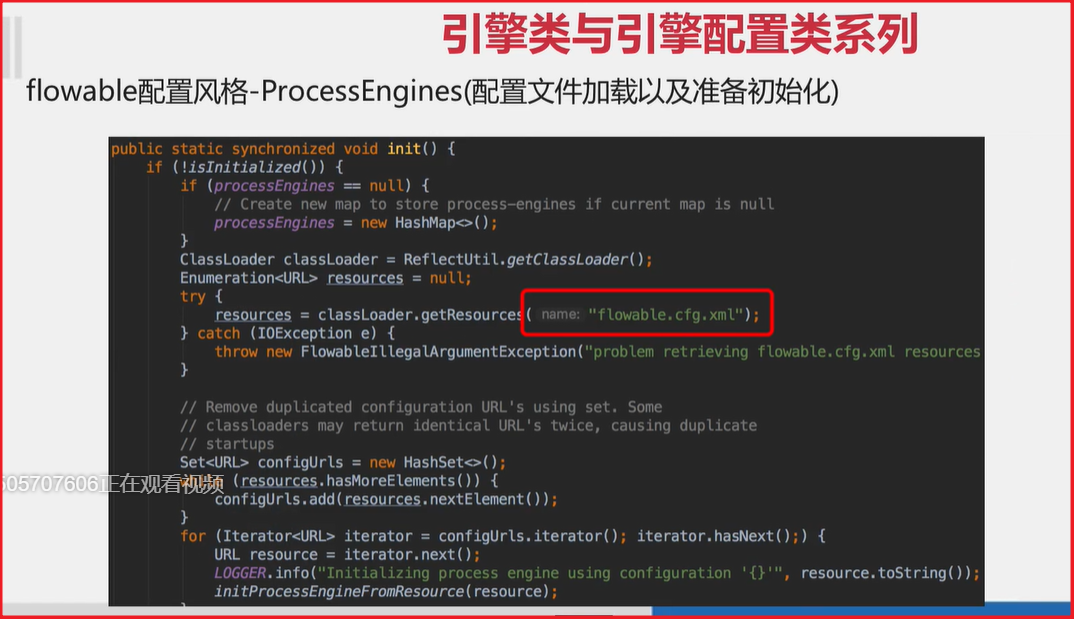 引擎类与引擎配置类系列
flowable配置风格-ProcessEngines(配置文件加载以及准备初始化)
public static synchronized void init() {
if (!isInitialized()) {
if (processEngines == null) {
// Create new map to store process-engines if current map is null
processEngines = new HashMap<>();
}
ClassLoader classLoader = ReflectUtil.getClassLoader();
Enumeration<URL> resources = null;
try {
resources = classLoader.getResources( name: "flowable.cfg.xml");
} catch (IOException e) {
throw new FlowableIllegalArgumentException("problem retrieving flowable.cfg.xml resources
}
// Remove duplicated configuration URL's using set. Some
// classloaders may return identical URL's twice, causing duplicate
// startups
Set<URL> configUrls = new HashSet<>();
605707606正在观看视频
(resources.hasMoreElements()) {
configUrls.add(resources.nextElement());
}
for (Iterator<URL> iterator = configUrls.iterator(); iterator.hasNext();) {
URL resource = iterator.next();
LOGGER.info("Initializing process engine using configuration '{}'", resource.toString());
initProcessEngineFromResource(resource);